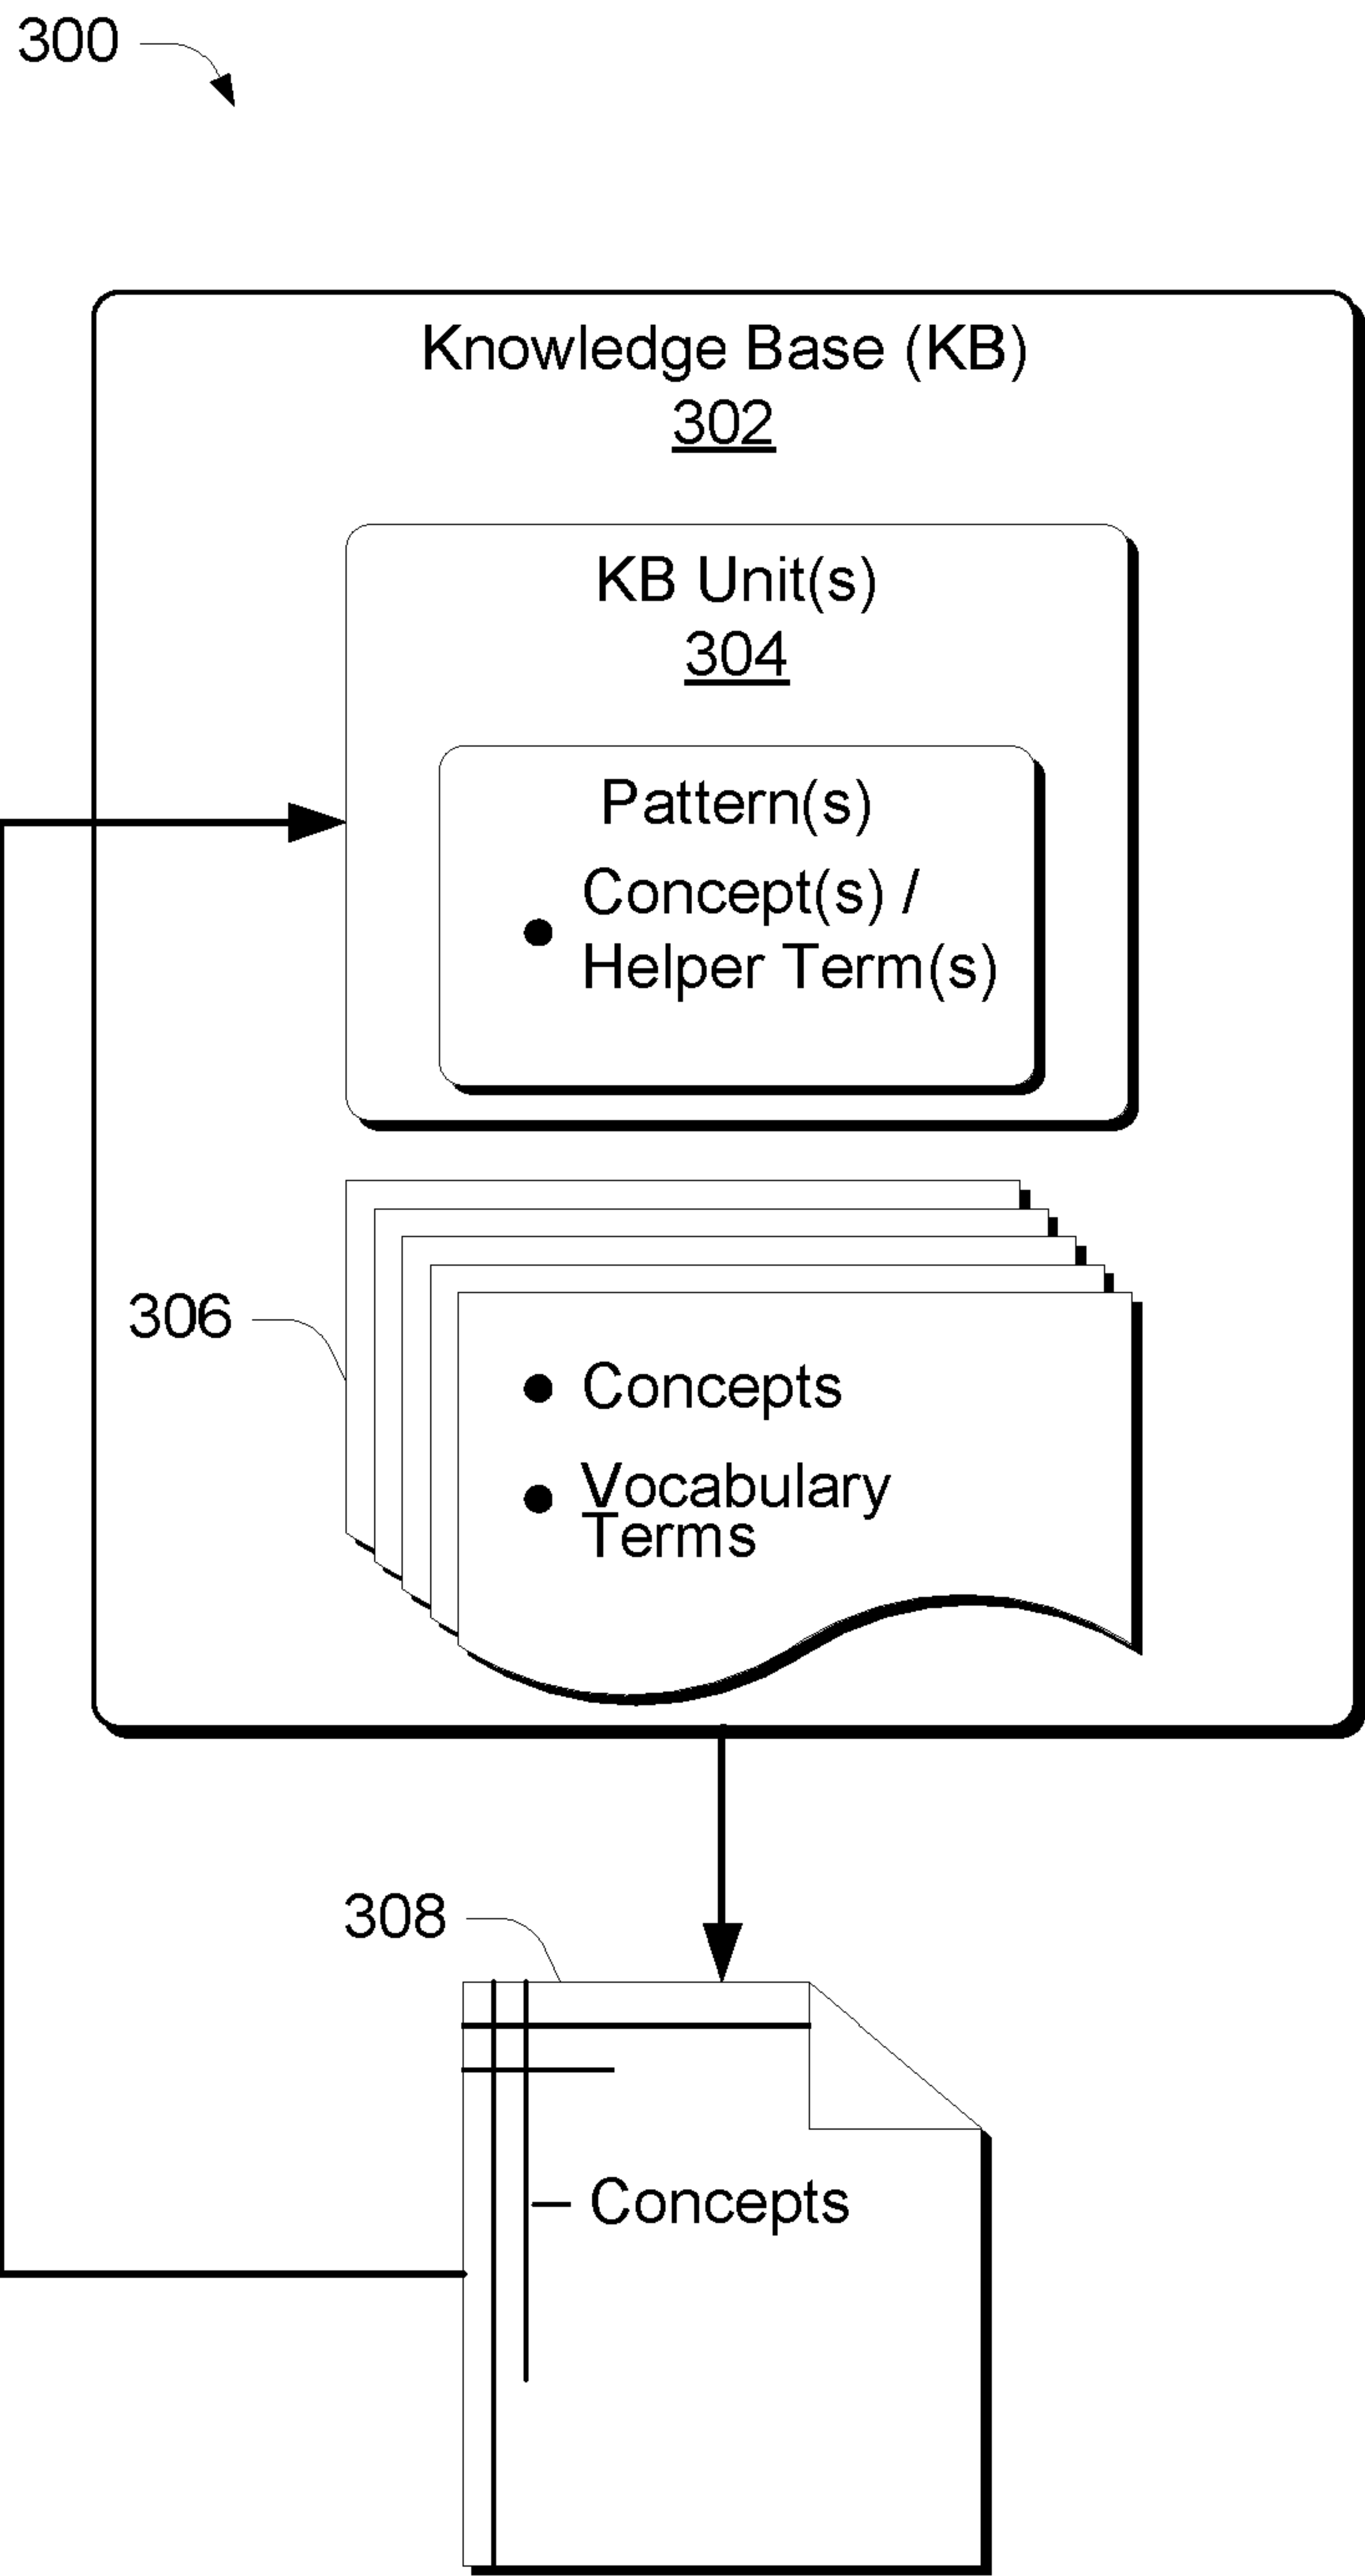 300
Knowledge Base (KB)
302
KB Unit(s)
304
Pattern(s)
● Concept(s) /
Helper Term(s)
306
● Concepts
● Vocabulary
Terms
308
– Concepts